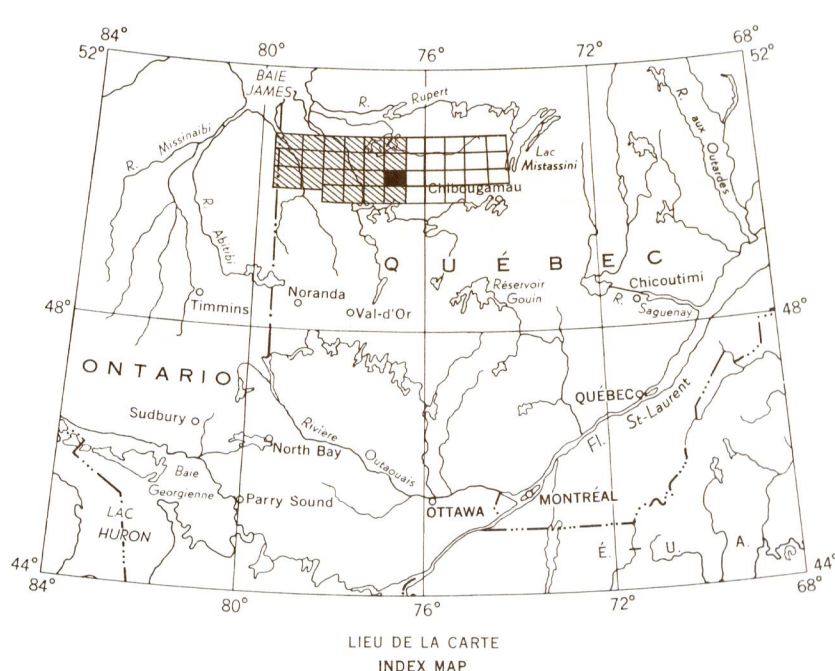 84°
80°
76°
72°
68°
52°
52°
BAIE
JAMES
R. Rupert
R. aux Outardes
R. Missinaibi
Lac
Mistassini
Chibougamau
R. Abitibi
QUÉBEC
Réservoir
Gouin
Chicoutimi
R. Saguenay
Timmins
Noranda
Val-d'Or
48°
48°
ONTARIO
QUÉBEC
Fl. St-Laurent
Sudbury
North Bay
Rivière Outaouais
Baie
Georgienne
Parry Sound
OTTAWA
MONTRÉAL
LAC
HURON
É. U. A.
44°
44°
84°
80°
76°
72°
68°
LIEU DE LA CARTE
INDEX MAP